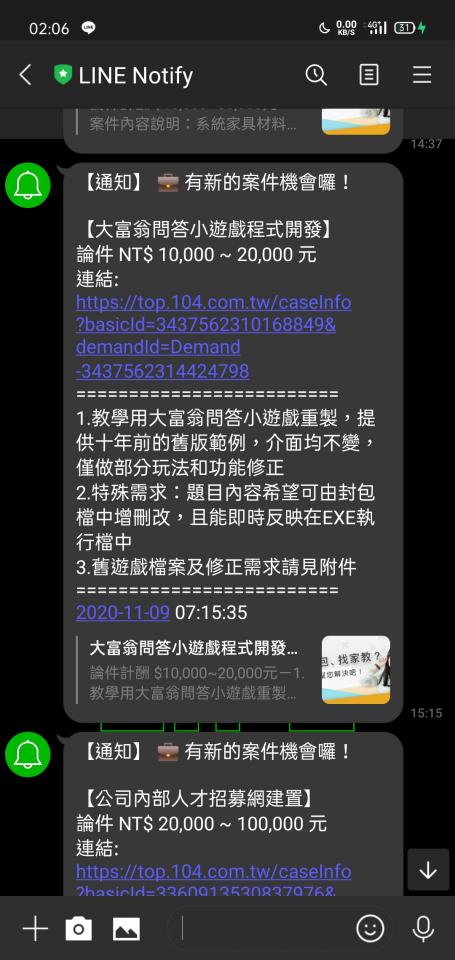 02:06
0.00
KB/S
4G+
31
LINE Notify
案件內容說明：系統家具材料...
14:37
【通知】 💼 有新的案件機會囉！
【大富翁問答小遊戲程式開發】
論件 NT$ 10,000 ~ 20,000 元
連結:
https://top.104.com.tw/caseInfo
?basicId=3437562310168849&
demandId=Demand
-3437562314424798
=========================
1.教學用大富翁問答小遊戲重製，提
供十年前的舊版範例，介面均不變，
僅做部分玩法和功能修正
2.特殊需求：題目內容希望可由封包
檔中增刪改，且能即時反映在EXE執
行檔中
3.舊遊戲檔案及修正需求請見附件
=========================
2020-11-09 07:15:35
大富翁問答小遊戲程式開發...
論件計酬 $10,000~20,000元－1.
教學用大富翁問答小遊戲重製...
包、找家教？
幫您解決吧！
15:15
【通知】 💼 有新的案件機會囉！
【公司內部人才招募網建置】
論件 NT$ 20,000 ~ 100,000 元
連結:
https://top.104.com.tw/caseInfo
?basicId=3360913530837976&